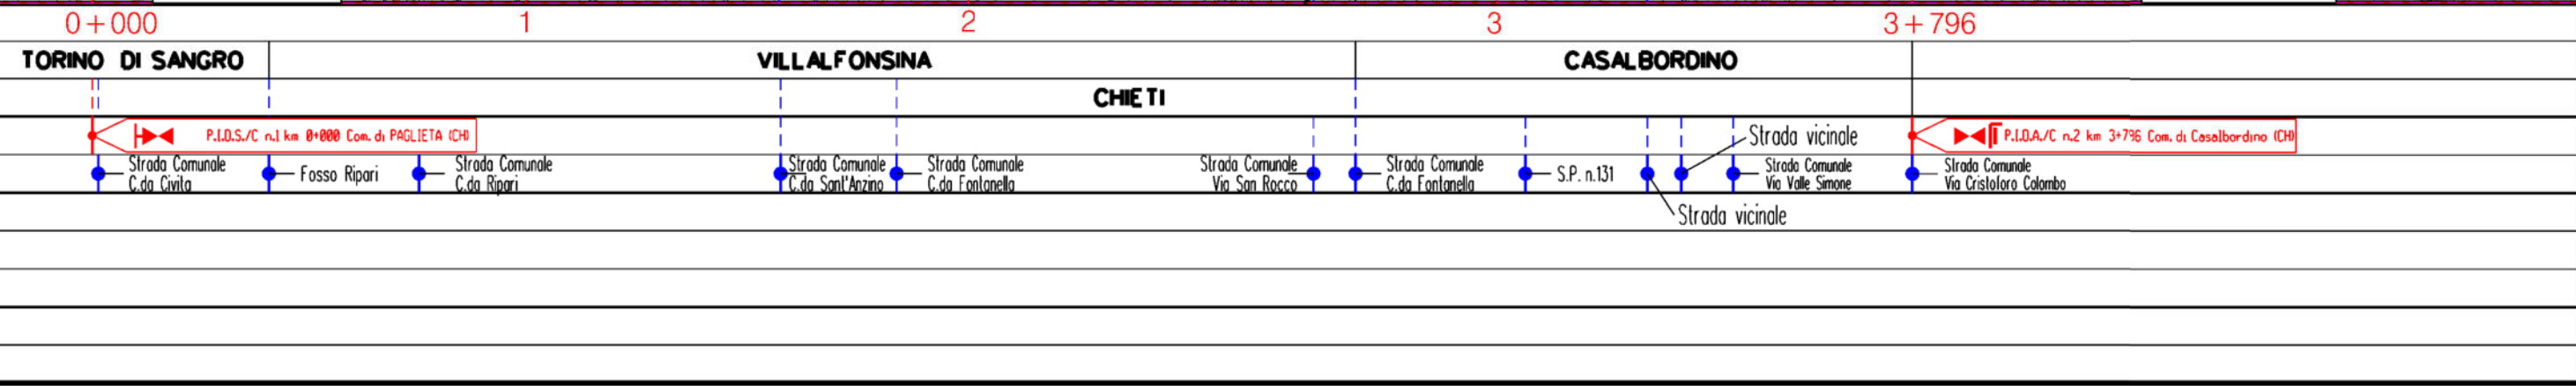 0+000 1 2 3 3+796
TORINO DI SANGRO VILLALFONSINA CASALBORDINO
CHIETI
P.I.D.S./C n.1 km 0+000 Com. di PAGLIETA (CH)
P.I.D.A./C n.2 km 3+796 Com. di Casalbordino (CH)
Strada Comunale
C.da Civita
Fosso Ripari
Strada Comunale
C.da Ripari
Strada Comunale
C.da Sant'Anzino
Strada Comunale
C.da Fontanella
Strada Comunale
Via San Rocco
Strada Comunale
C.da Fontanella
S.P. n.131
Strada vicinale
Strada vicinale
Strada Comunale
Via Valle Simone
Strada Comunale
Via Cristoforo Colombo